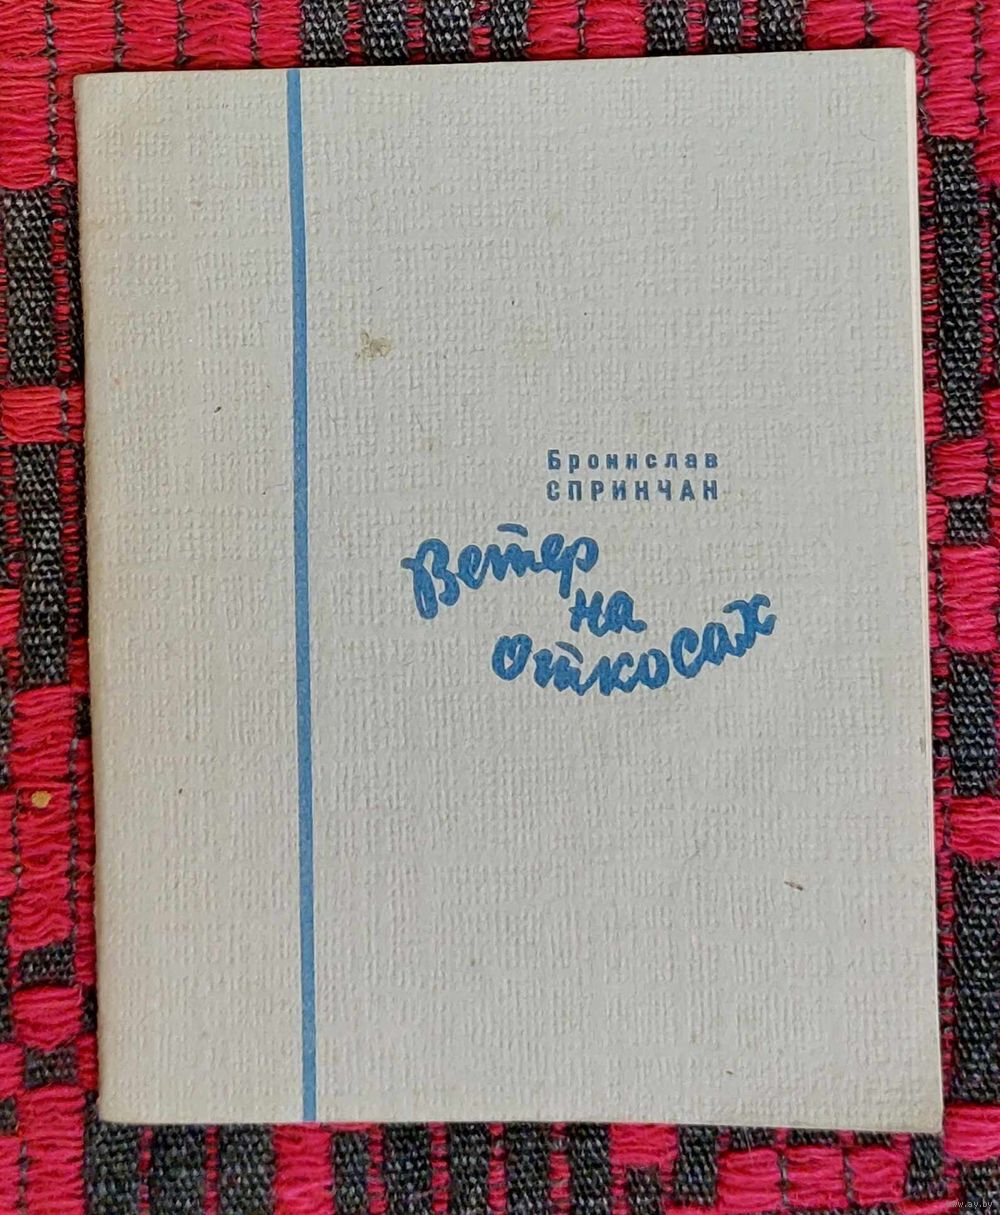 Бронислав
СПРИНЧАН
Ветер
на
откосах